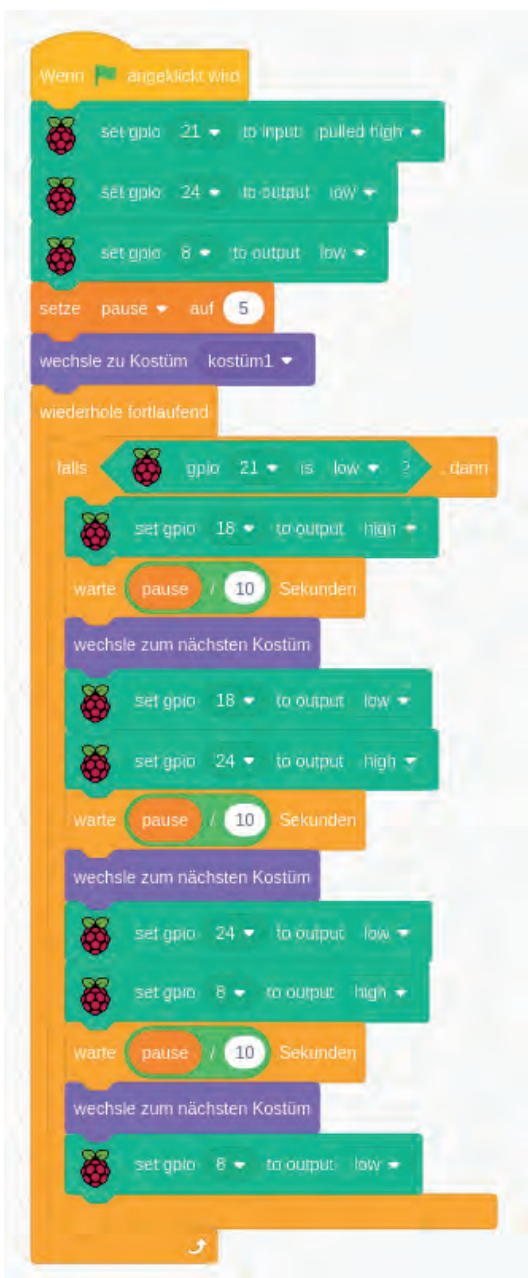 Wenn angeklickt wird
set gpio 21 to input pulled high
set gpio 24 to output low
set gpio 8 to output low
setze pause auf 5
wechsle zu Kostüm kostüm1
wiederhole fortlaufend
falls gpio 21 is low ? , dann
set gpio 18 to output high
warte pause / 10 Sekunden
wechsle zum nächsten Kostüm
set gpio 18 to output low
set gpio 24 to output high
warte pause / 10 Sekunden
wechsle zum nächsten Kostüm
set gpio 24 to output low
set gpio 8 to output high
warte pause / 10 Sekunden
wechsle zum nächsten Kostüm
set gpio 8 to output low